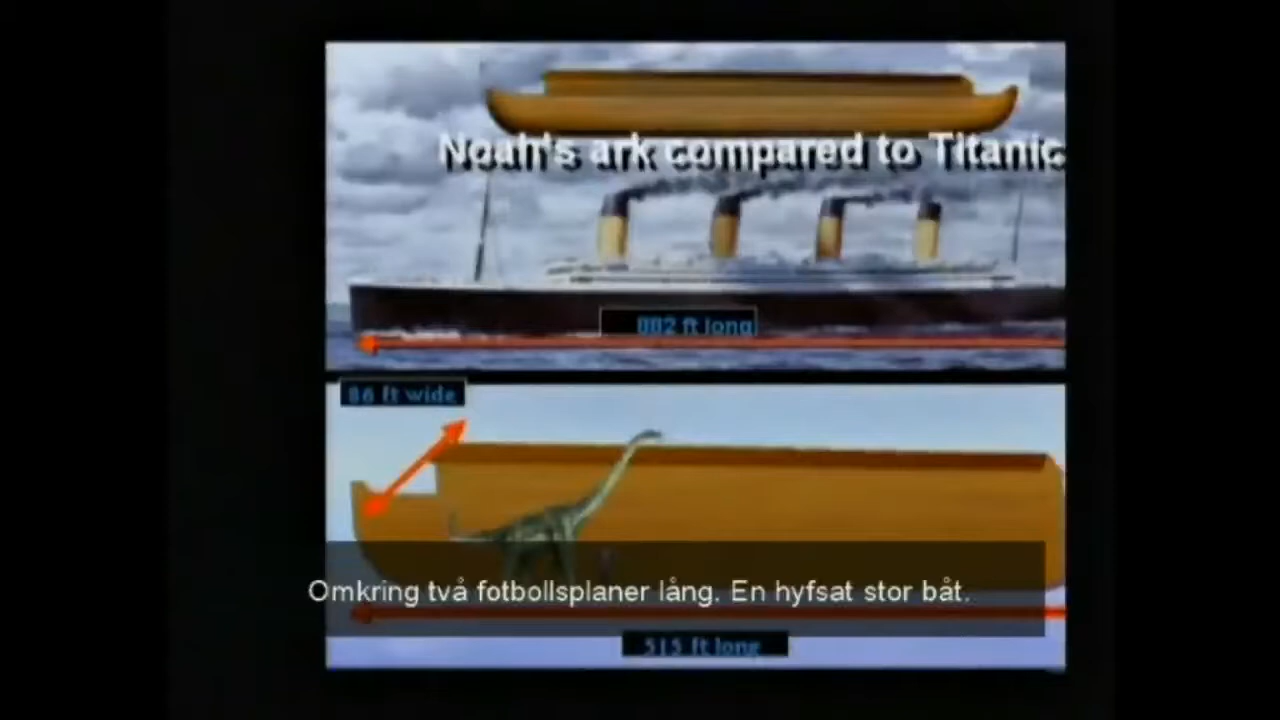 Noah's ark compared to Titanic
882 ft long
86 ft wide
Omkring två fotbollsplaner lång. En hyfsat stor båt.
515 ft long